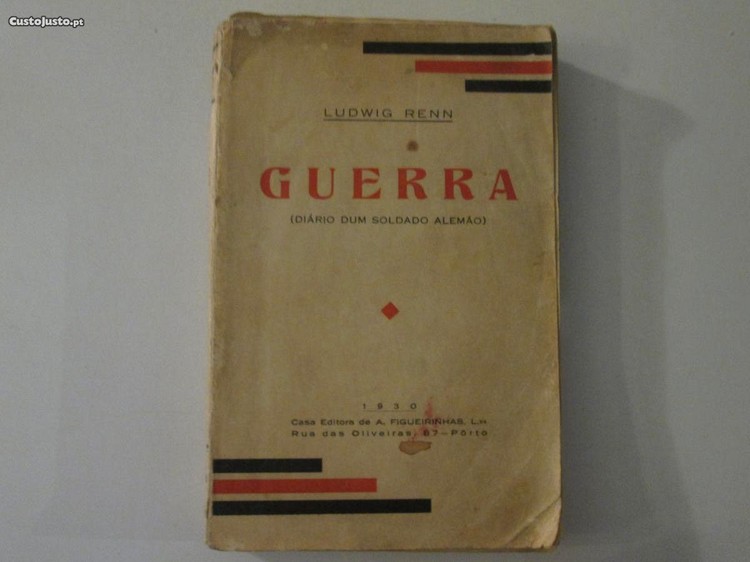 CustoJusto.pt
LUDWIG RENN
GUERRA
(DIÁRIO DUM SOLDADO ALEMÃO)
1930
Casa Editora de A. FIGUEIRINHAS, L.da
Rua das Oliveiras, 87 — Pôrto